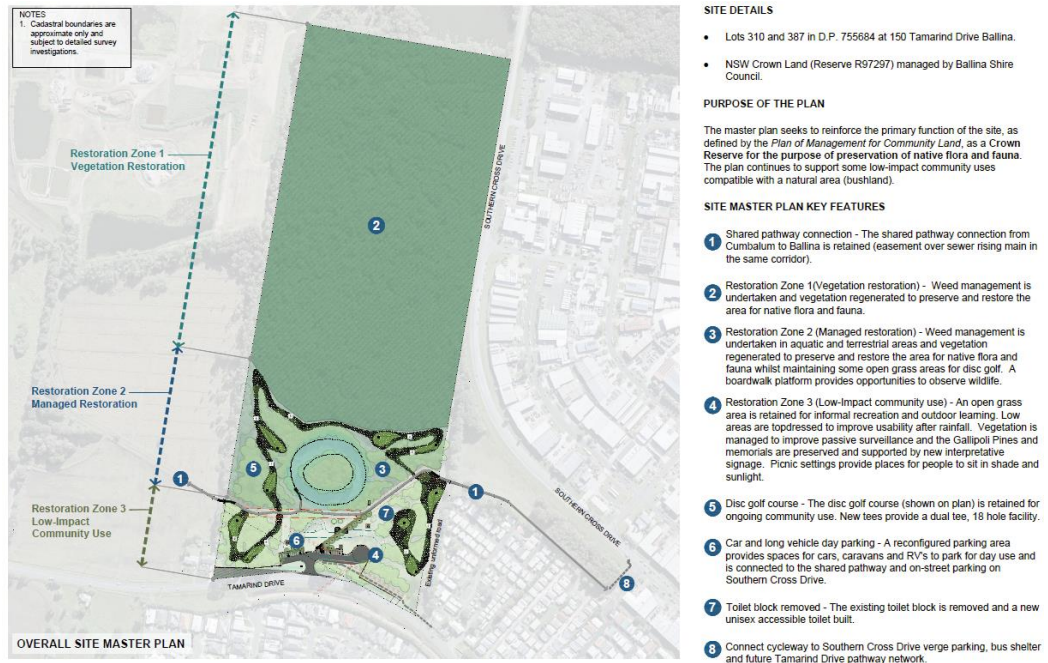 NOTES
1. Cadastral boundaries are
approximate only and
subject to detailed survey
investigations.
Restoration Zone 1
Vegetation Restoration
Restoration Zone 2
Managed Restoration
Restoration Zone 3
Low-Impact
Community Use
SOUTHERN CROSS DRIVE
2
1
5
3
1
7
6
4
8
SOUTHERN CROSS DRIVE
Existing unformed road
TAMARIND DRIVE
OVERALL SITE MASTER PLAN
SITE DETAILS
• Lots 310 and 387 in D.P. 755684 at 150 Tamarind Drive Ballina.
• NSW Crown Land (Reserve R97297) managed by Ballina Shire
Council.
PURPOSE OF THE PLAN
The master plan seeks to reinforce the primary function of the site, as
defined by the Plan of Management for Community Land, as a Crown
Reserve for the purpose of preservation of native flora and fauna.
The plan continues to support some low-impact community uses
compatible with a natural area (bushland).
SITE MASTER PLAN KEY FEATURES
1 Shared pathway connection - The shared pathway connection from
Cumbalum to Ballina is retained (easement over sewer rising main in
the same corridor).
2 Restoration Zone 1(Vegetation restoration) - Weed management is
undertaken and vegetation regenerated to preserve and restore the
area for native flora and fauna.
3 Restoration Zone 2 (Managed restoration) - Weed management is
undertaken in aquatic and terrestrial areas and vegetation
regenerated to preserve and restore the area for native flora and
fauna whilst maintaining some open grass areas for disc golf. A
boardwalk platform provides opportunities to observe wildlife.
4 Restoration Zone 3 (Low-Impact community use) - An open grass
area is retained for informal recreation and outdoor learning. Low
areas are topdressed to improve usability after rainfall. Vegetation is
managed to improve passive surveillance and the Gallipoli Pines and
memorials are preserved and supported by new interpretative
signage. Picnic settings provide places for people to sit in shade and
sunlight.
5 Disc golf course - The disc golf course (shown on plan) is retained for
ongoing community use. New tees provide a dual tee, 18 hole facility.
6 Car and long vehicle day parking - A reconfigured parking area
provides spaces for cars, caravans and RV's to park for day use and
is connected to the shared pathway and on-street parking on
Southern Cross Drive.
7 Toilet block removed - The existing toilet block is removed and a new
unisex accessible toilet built.
8 Connect cycleway to Southern Cross Drive verge parking, bus shelter
and future Tamarind Drive pathway network.